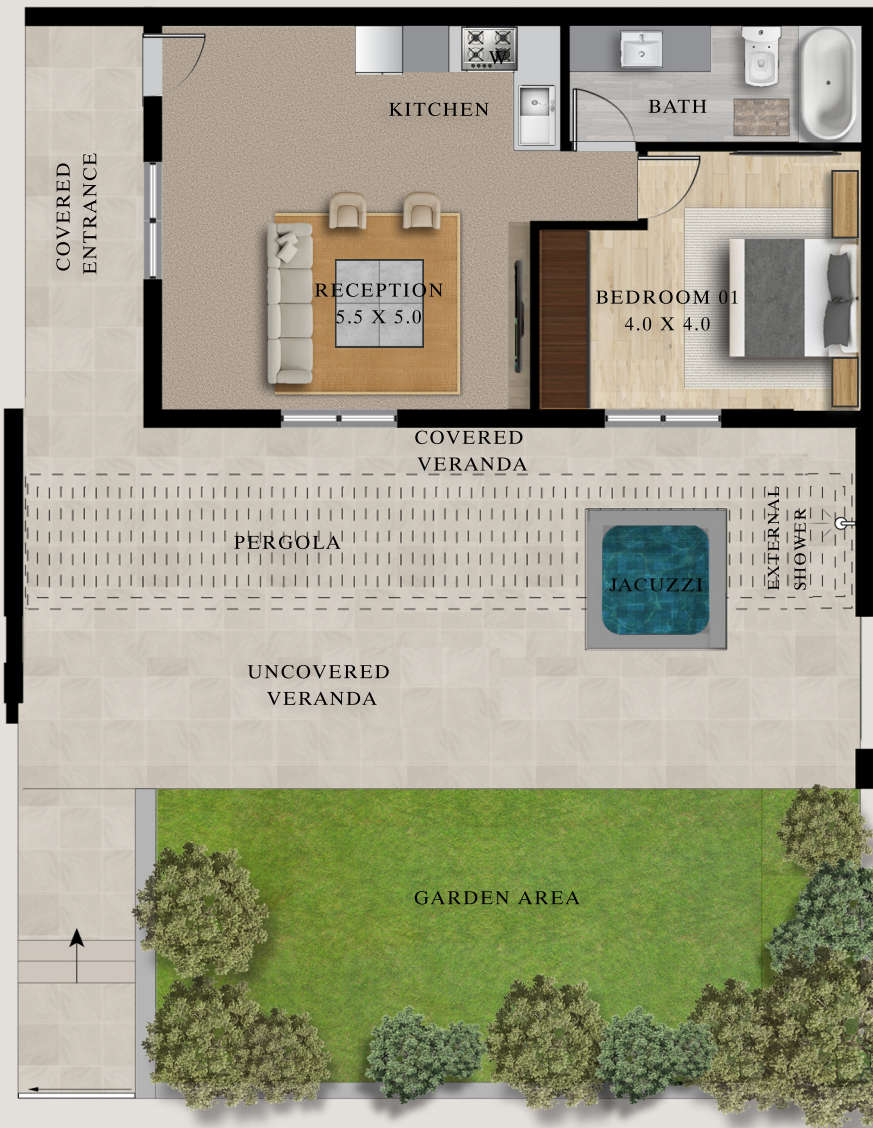 W
KITCHEN
BATH
COVERED
ENTRANCE
RECEPTION
5.5 X 5.0
BEDROOM 01
4.0 X 4.0
COVERED
VERANDA
PERGOLA
EXTERNAL
SHOWER
JACUZZI
UNCOVERED
VERANDA
GARDEN AREA